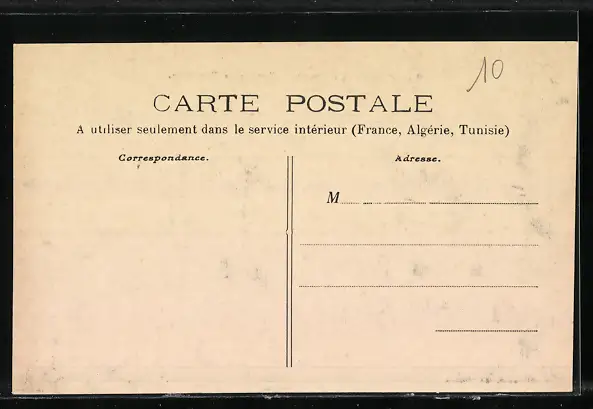 10
CARTE POSTALE
A utiliser seulement dans le service intérieur (France, Algérie, Tunisie)
Correspondance.
Adresse.
M